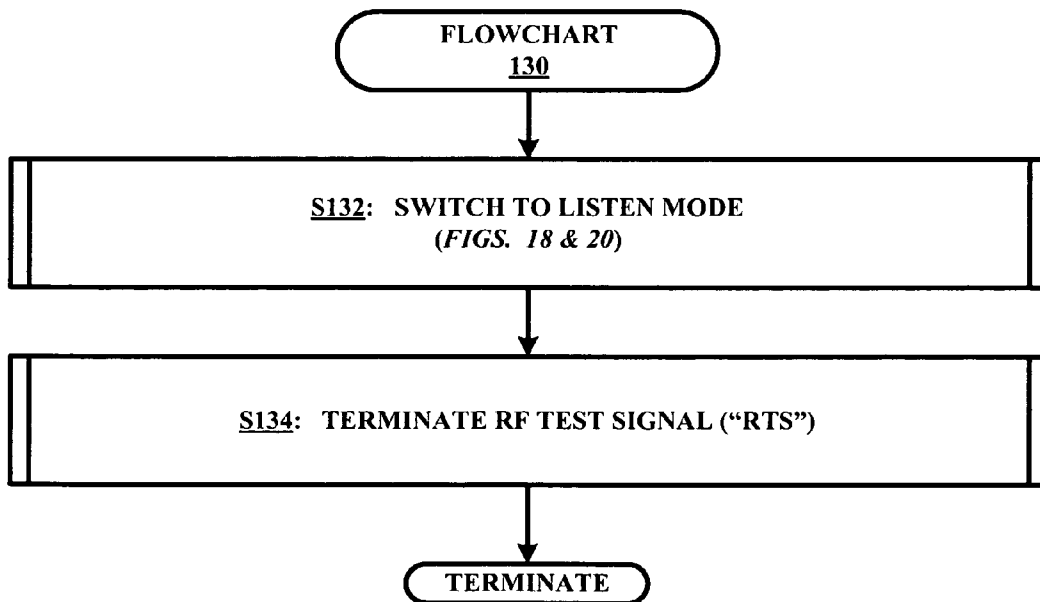 FLOWCHART
130
S132: SWITCH TO LISTEN MODE
(FIGS. 18 & 20)
S134: TERMINATE RF TEST SIGNAL (“RTS”)
TERMINATE